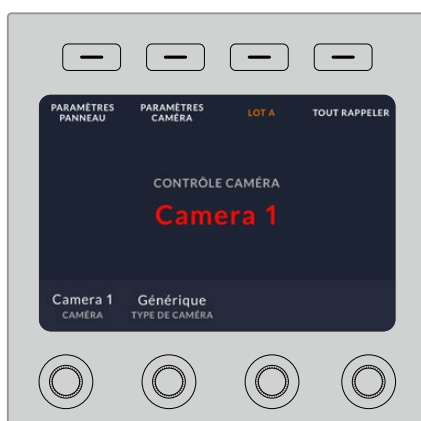 PARAMÈTRES PANNEAU
PARAMÈTRES CAMÉRA
LOT A
TOUT RAPPELER
CONTRÔLE CAMÉRA
Camera 1
Camera 1
CAMÉRA
Générique
TYPE DE CAMÉRA